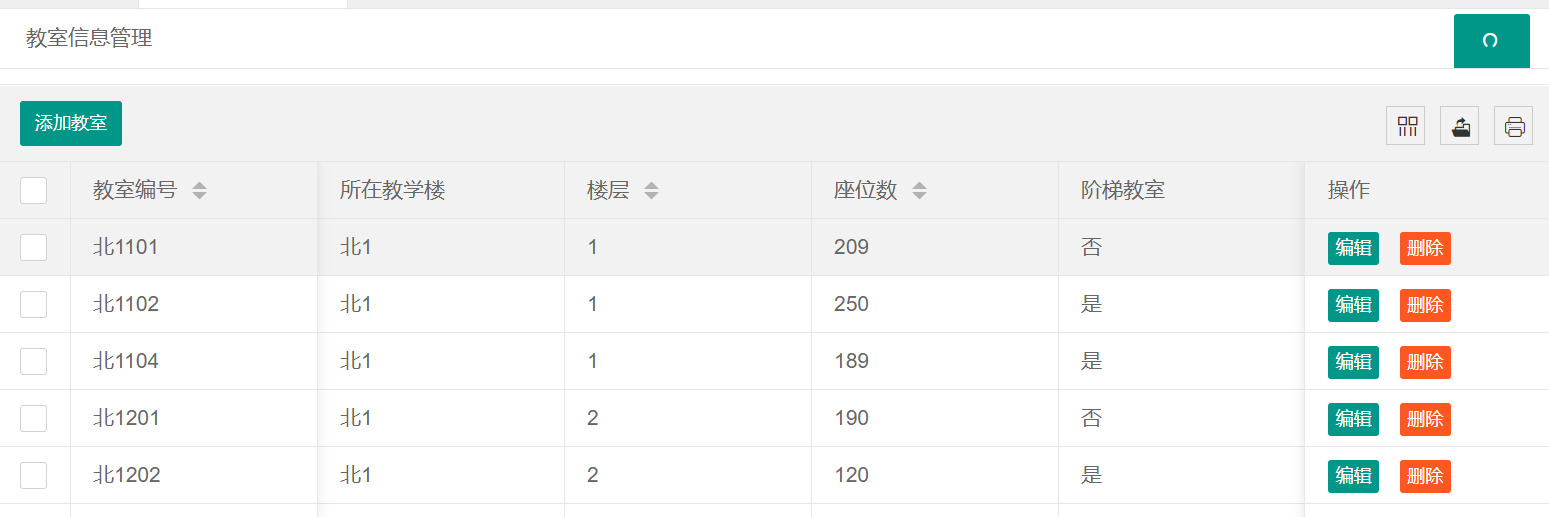 教室信息管理
添加教室
教室编号 所在教学楼 楼层 座位数 阶梯教室 操作
北1101 北1 1 209 否 编辑 删除
北1102 北1 1 250 是 编辑 删除
北1104 北1 1 189 是 编辑 删除
北1201 北1 2 190 否 编辑 删除
北1202 北1 2 120 是 编辑 删除